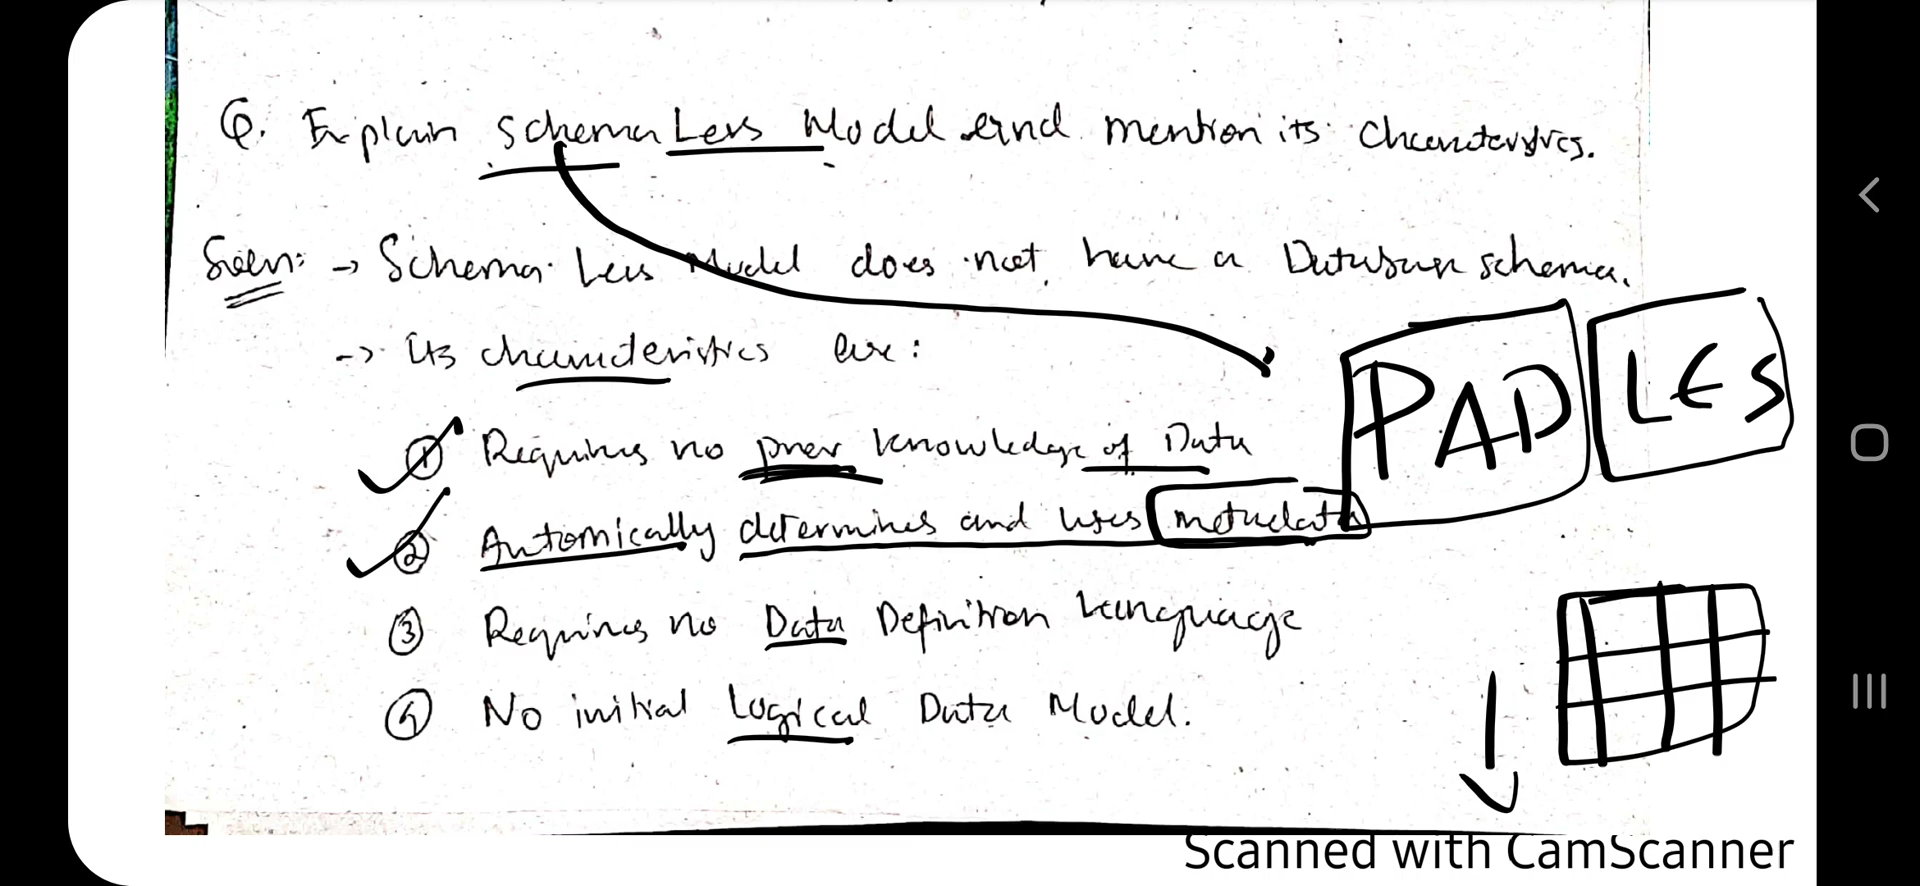 Q. Explain Schema Less Model and mention its characteristics.
Soln: → Schema Less Model does not have a Database schema.
→ its characteristics are:
① Requires no prior knowledge of Data
PAD LES
② Automically determines and uses metadata
③ Requires no Data Definition Language
④ No initial Logical Data Model.
Scanned with CamScanner